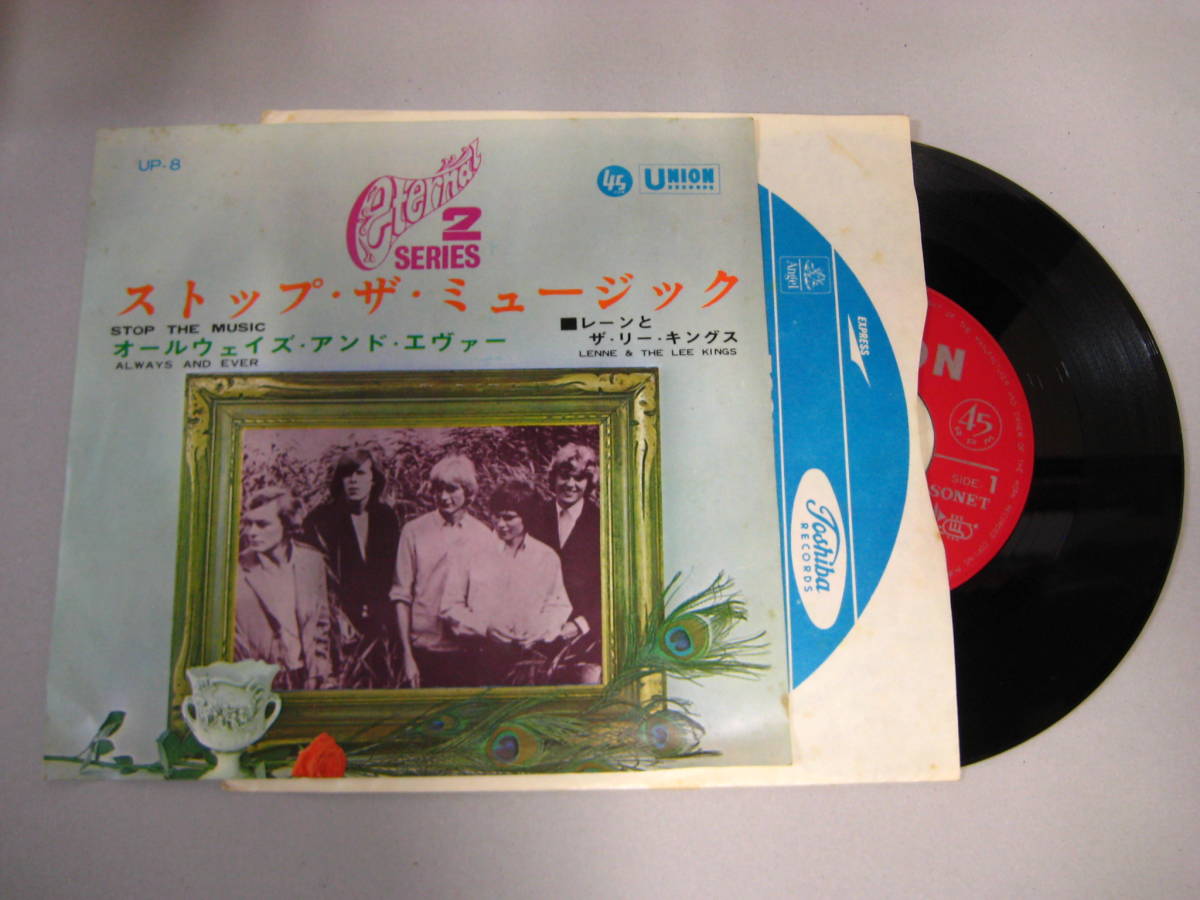 UP-8
eternal
2
SERIES
45
UNION
RECORDS
ストップ・ザ・ミュージック
STOP THE MUSIC
オールウェイズ・アンド・エヴァー
ALWAYS AND EVER
■レーンと
ザ・リー・キングス
LENNE & THE LEE KINGS
Angel
EXPRESS
Toshiba
RECORDS
ON
45
RPM
SIDE 1
SONET